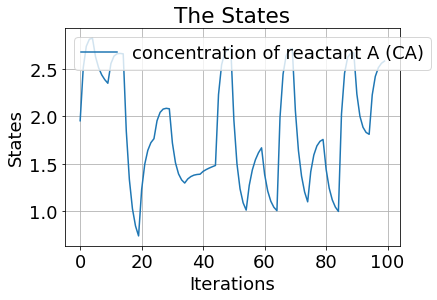 The States
concentration of reactant A (CA)
States
2.5
2.0
1.5
1.0
0
20
40
60
80
100
Iterations